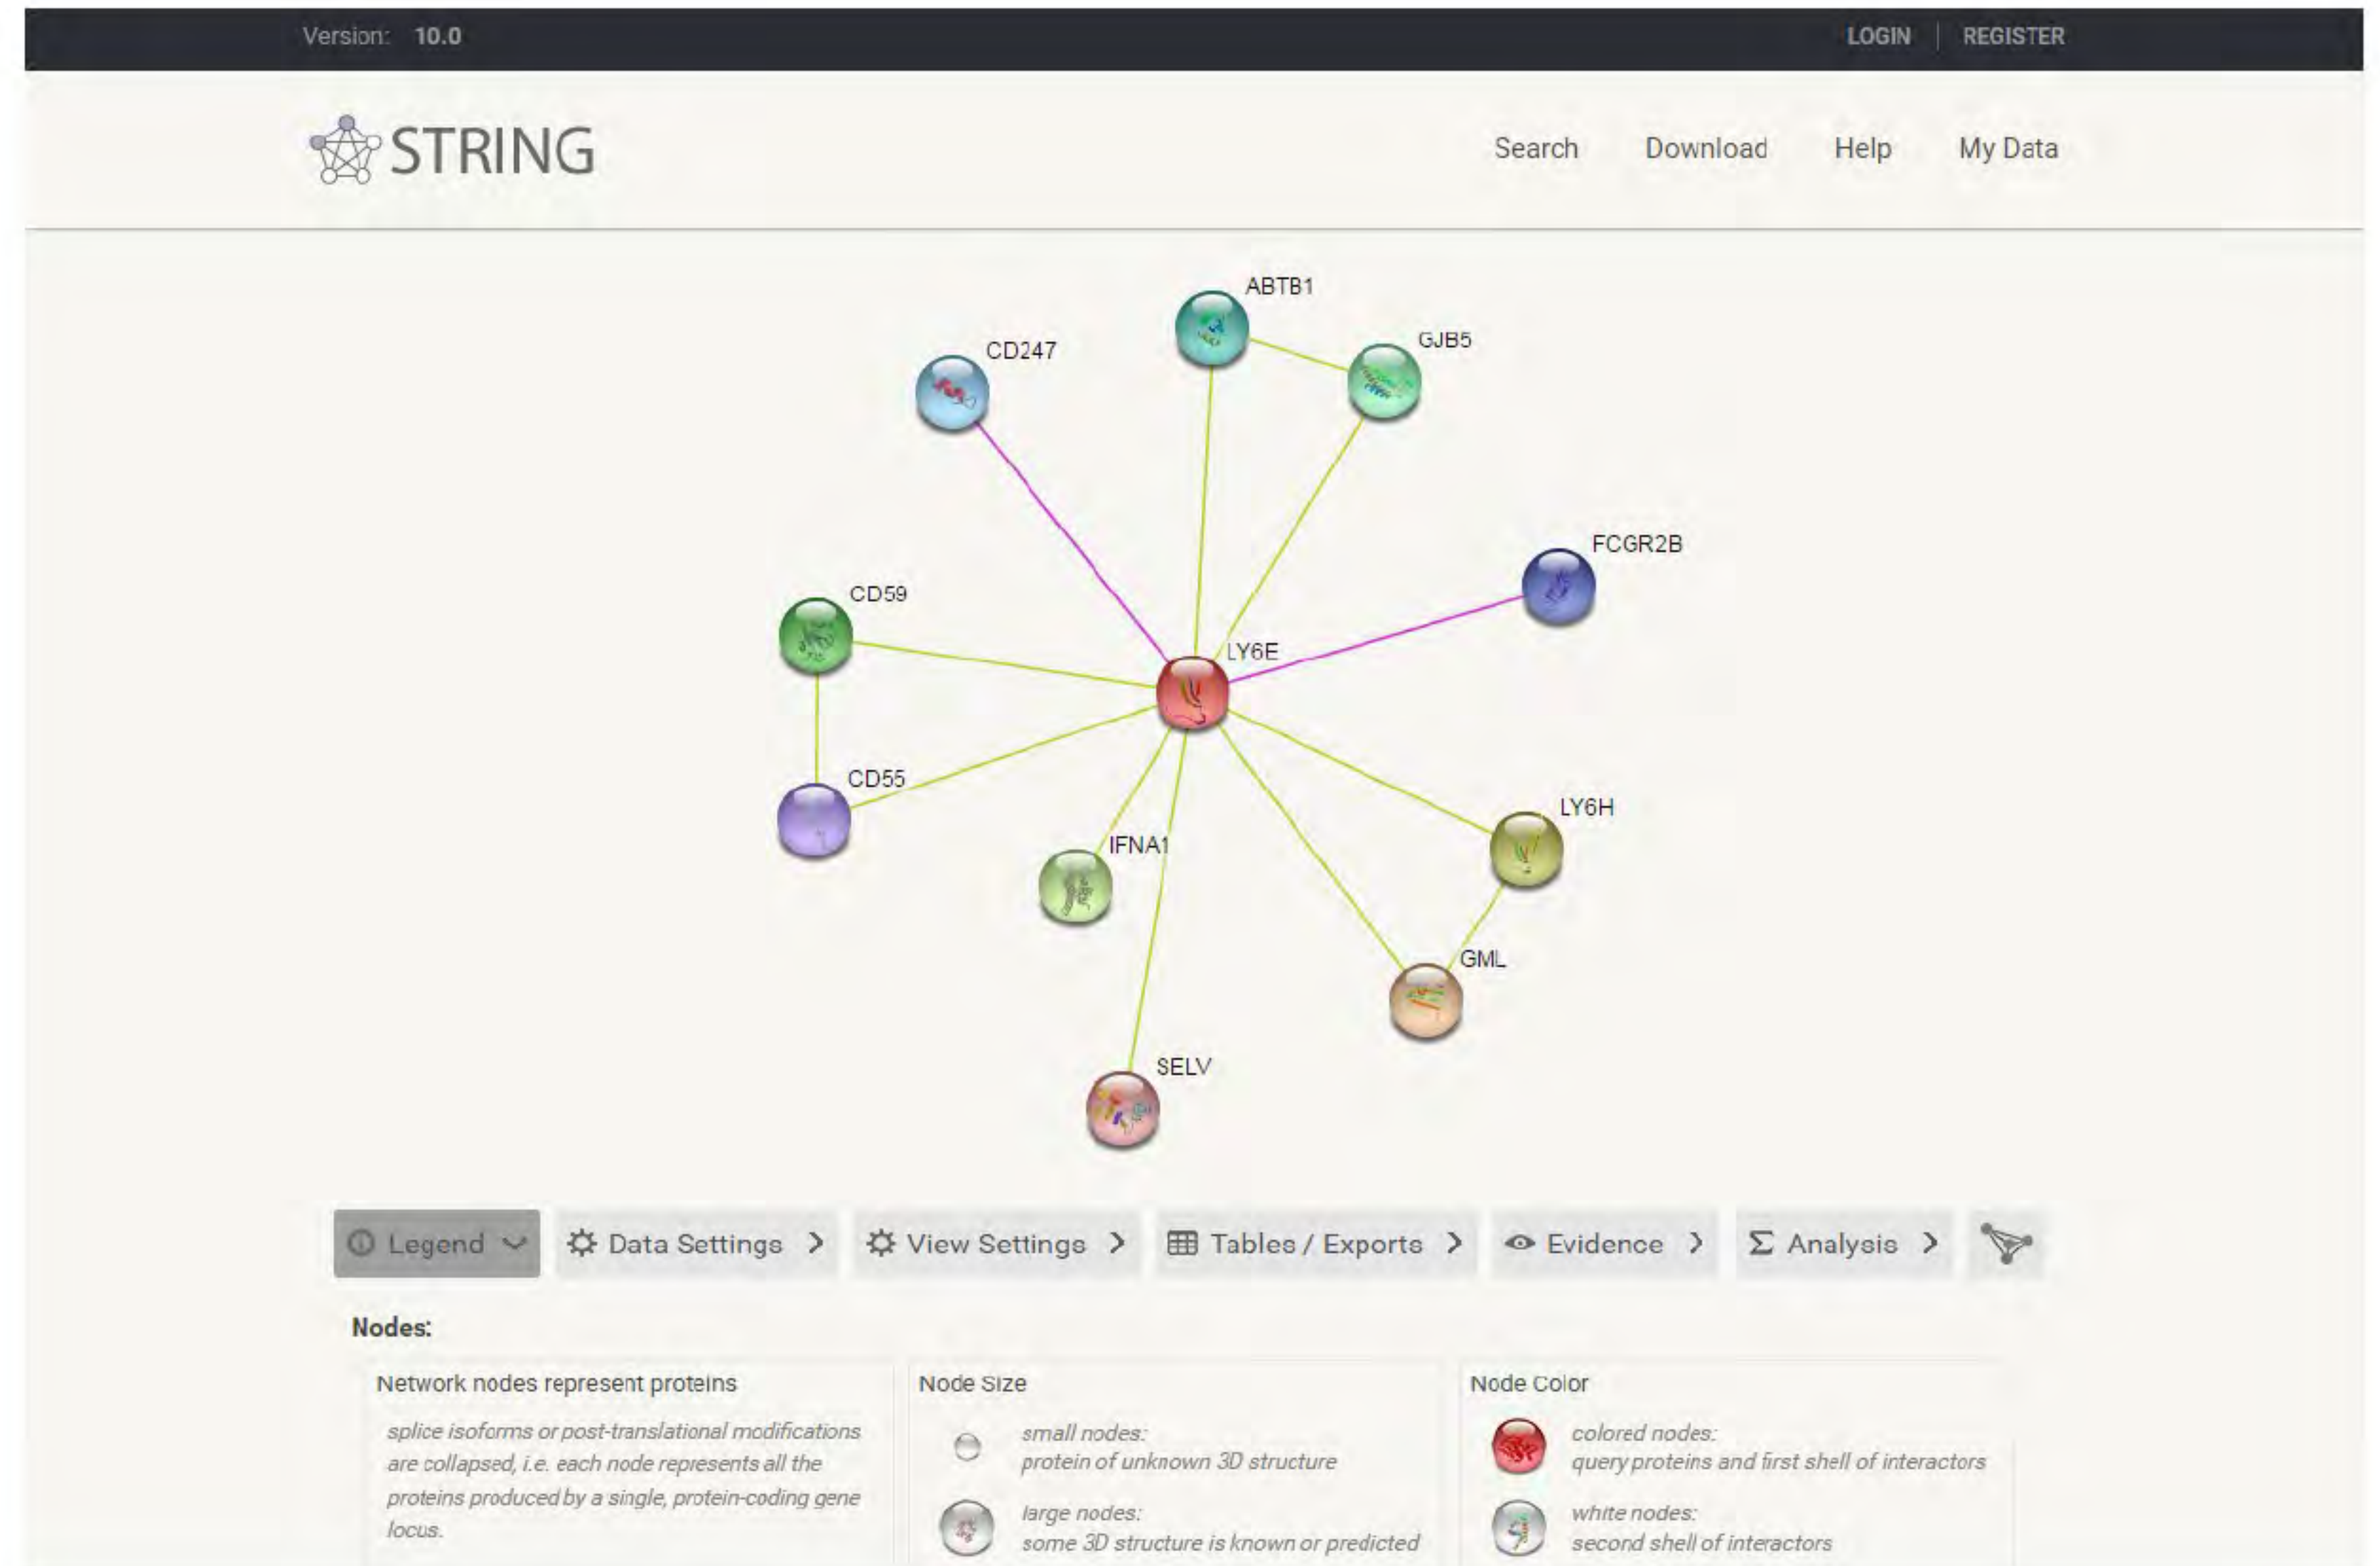 Version: 10.0
LOGIN REGISTER
STRING
Search Download Help My Data
ABTB1
GJB5
CD247
FCGR2B
CD59
LY6E
CD55
LY6H
IFNA1
GML
SELV
Legend
Data Settings
View Settings
Tables / Exports
Evidence
Σ Analysis
Nodes:
Network nodes represent proteins
splice isoforms or post-translational modifications
are collapsed, i.e. each node represents all the
proteins produced by a single, protein-coding gene
locus.
Node Size
small nodes:
protein of unknown 3D structure
large nodes:
some 3D structure is known or predicted
Node Color
colored nodes:
query proteins and first shell of interactors
white nodes:
second shell of interactors